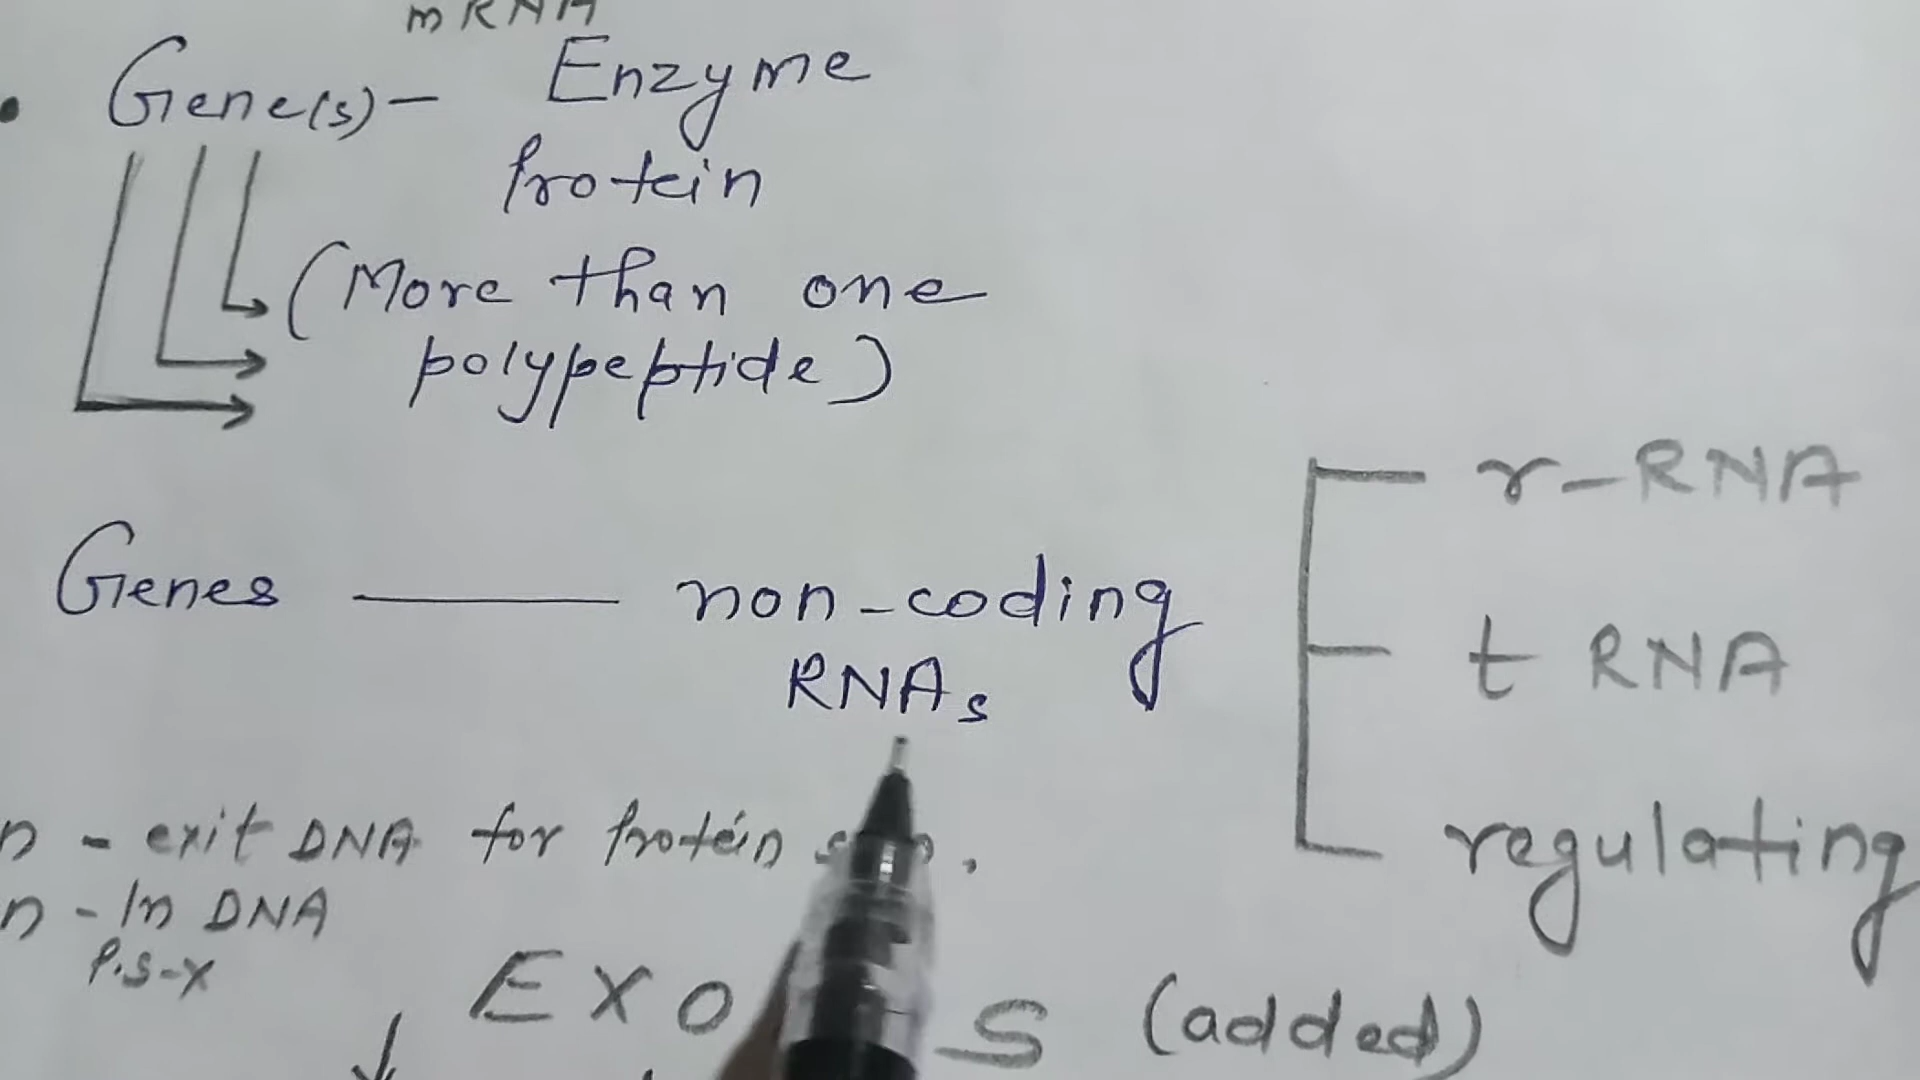 mRNA
• Gene(s) - Enzyme
Protein
(More than one
polypeptide)
Genes — non-coding
RNAs
r-RNA
t RNA
regulating
n - exit DNA for Protein
n - In DNA
P.S-X
(added)